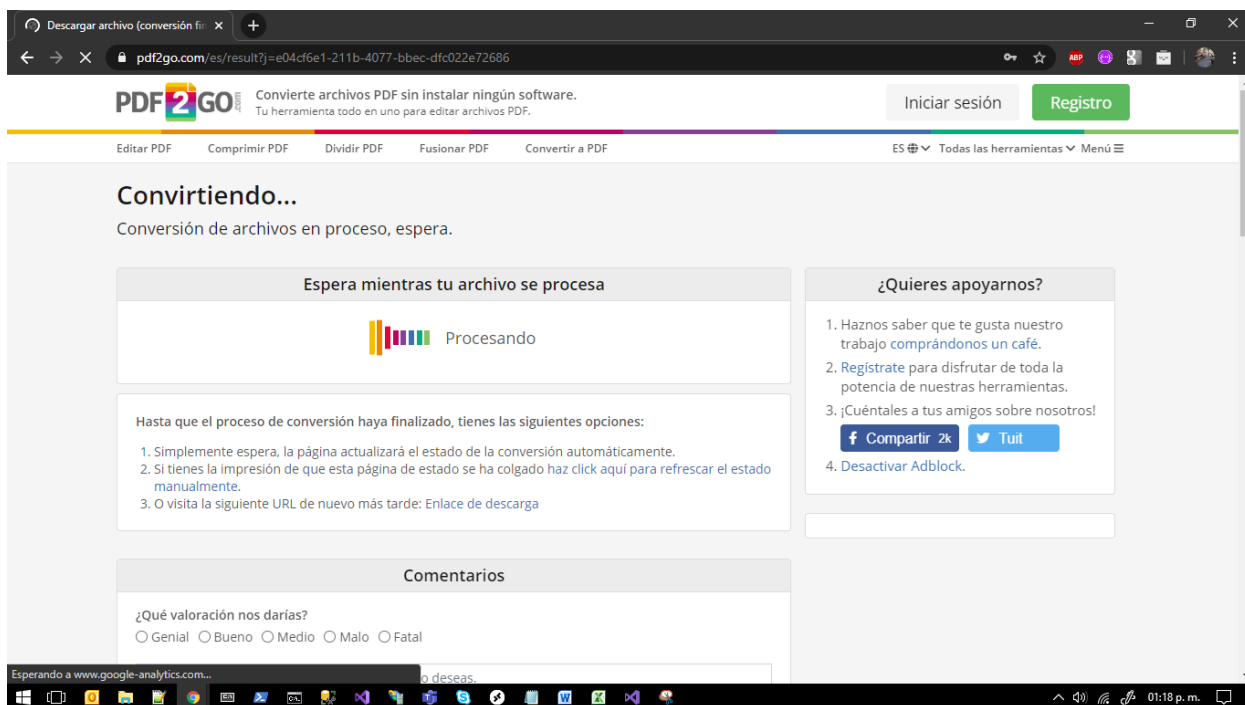 Descargar archivo (conversión fin
pdf2go.com/es/result?j=e04cf6e1-211b-4077-bbec-dfc022e72686
ABP
PDF2GO.com
Convierte archivos PDF sin instalar ningún software.
Tu herramienta todo en uno para editar archivos PDF.
Iniciar sesión
Registro
Editar PDF
Comprimir PDF
Dividir PDF
Fusionar PDF
Convertir a PDF
ES
Todas las herramientas
Menú
Convirtiendo...
Conversión de archivos en proceso, espera.
Espera mientras tu archivo se procesa
Procesando
Hasta que el proceso de conversión haya finalizado, tienes las siguientes opciones:
1. Simplemente espera, la página actualizará el estado de la conversión automáticamente.
2. Si tienes la impresión de que esta página de estado se ha colgado haz click aquí para refrescar el estado
manualmente.
3. O visita la siguiente URL de nuevo más tarde: Enlace de descarga
¿Quieres apoyarnos?
1. Haznos saber que te gusta nuestro
trabajo comprándonos un café.
2. Regístrate para disfrutar de toda la
potencia de nuestras herramientas.
3. ¡Cuéntales a tus amigos sobre nosotros!
Compartir 2k
Tuit
4. Desactivar Adblock.
Comentarios
¿Qué valoración nos darías?
Genial Bueno Medio Malo Fatal
o deseas.
Esperando a www.google-analytics.com...
01:18 p. m.